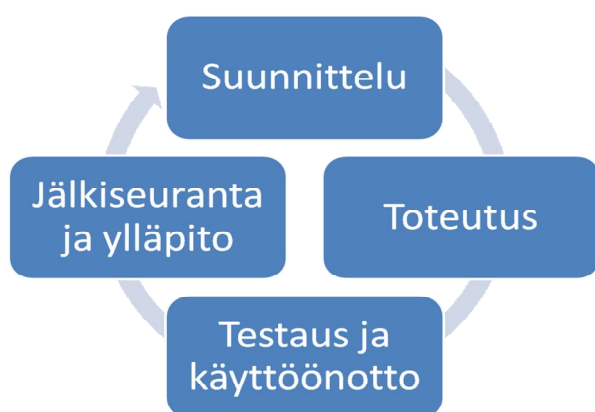 Suunnittelu
Toteutus
Testaus ja
käyttöönotto
Jälkiseuranta
ja ylläpito